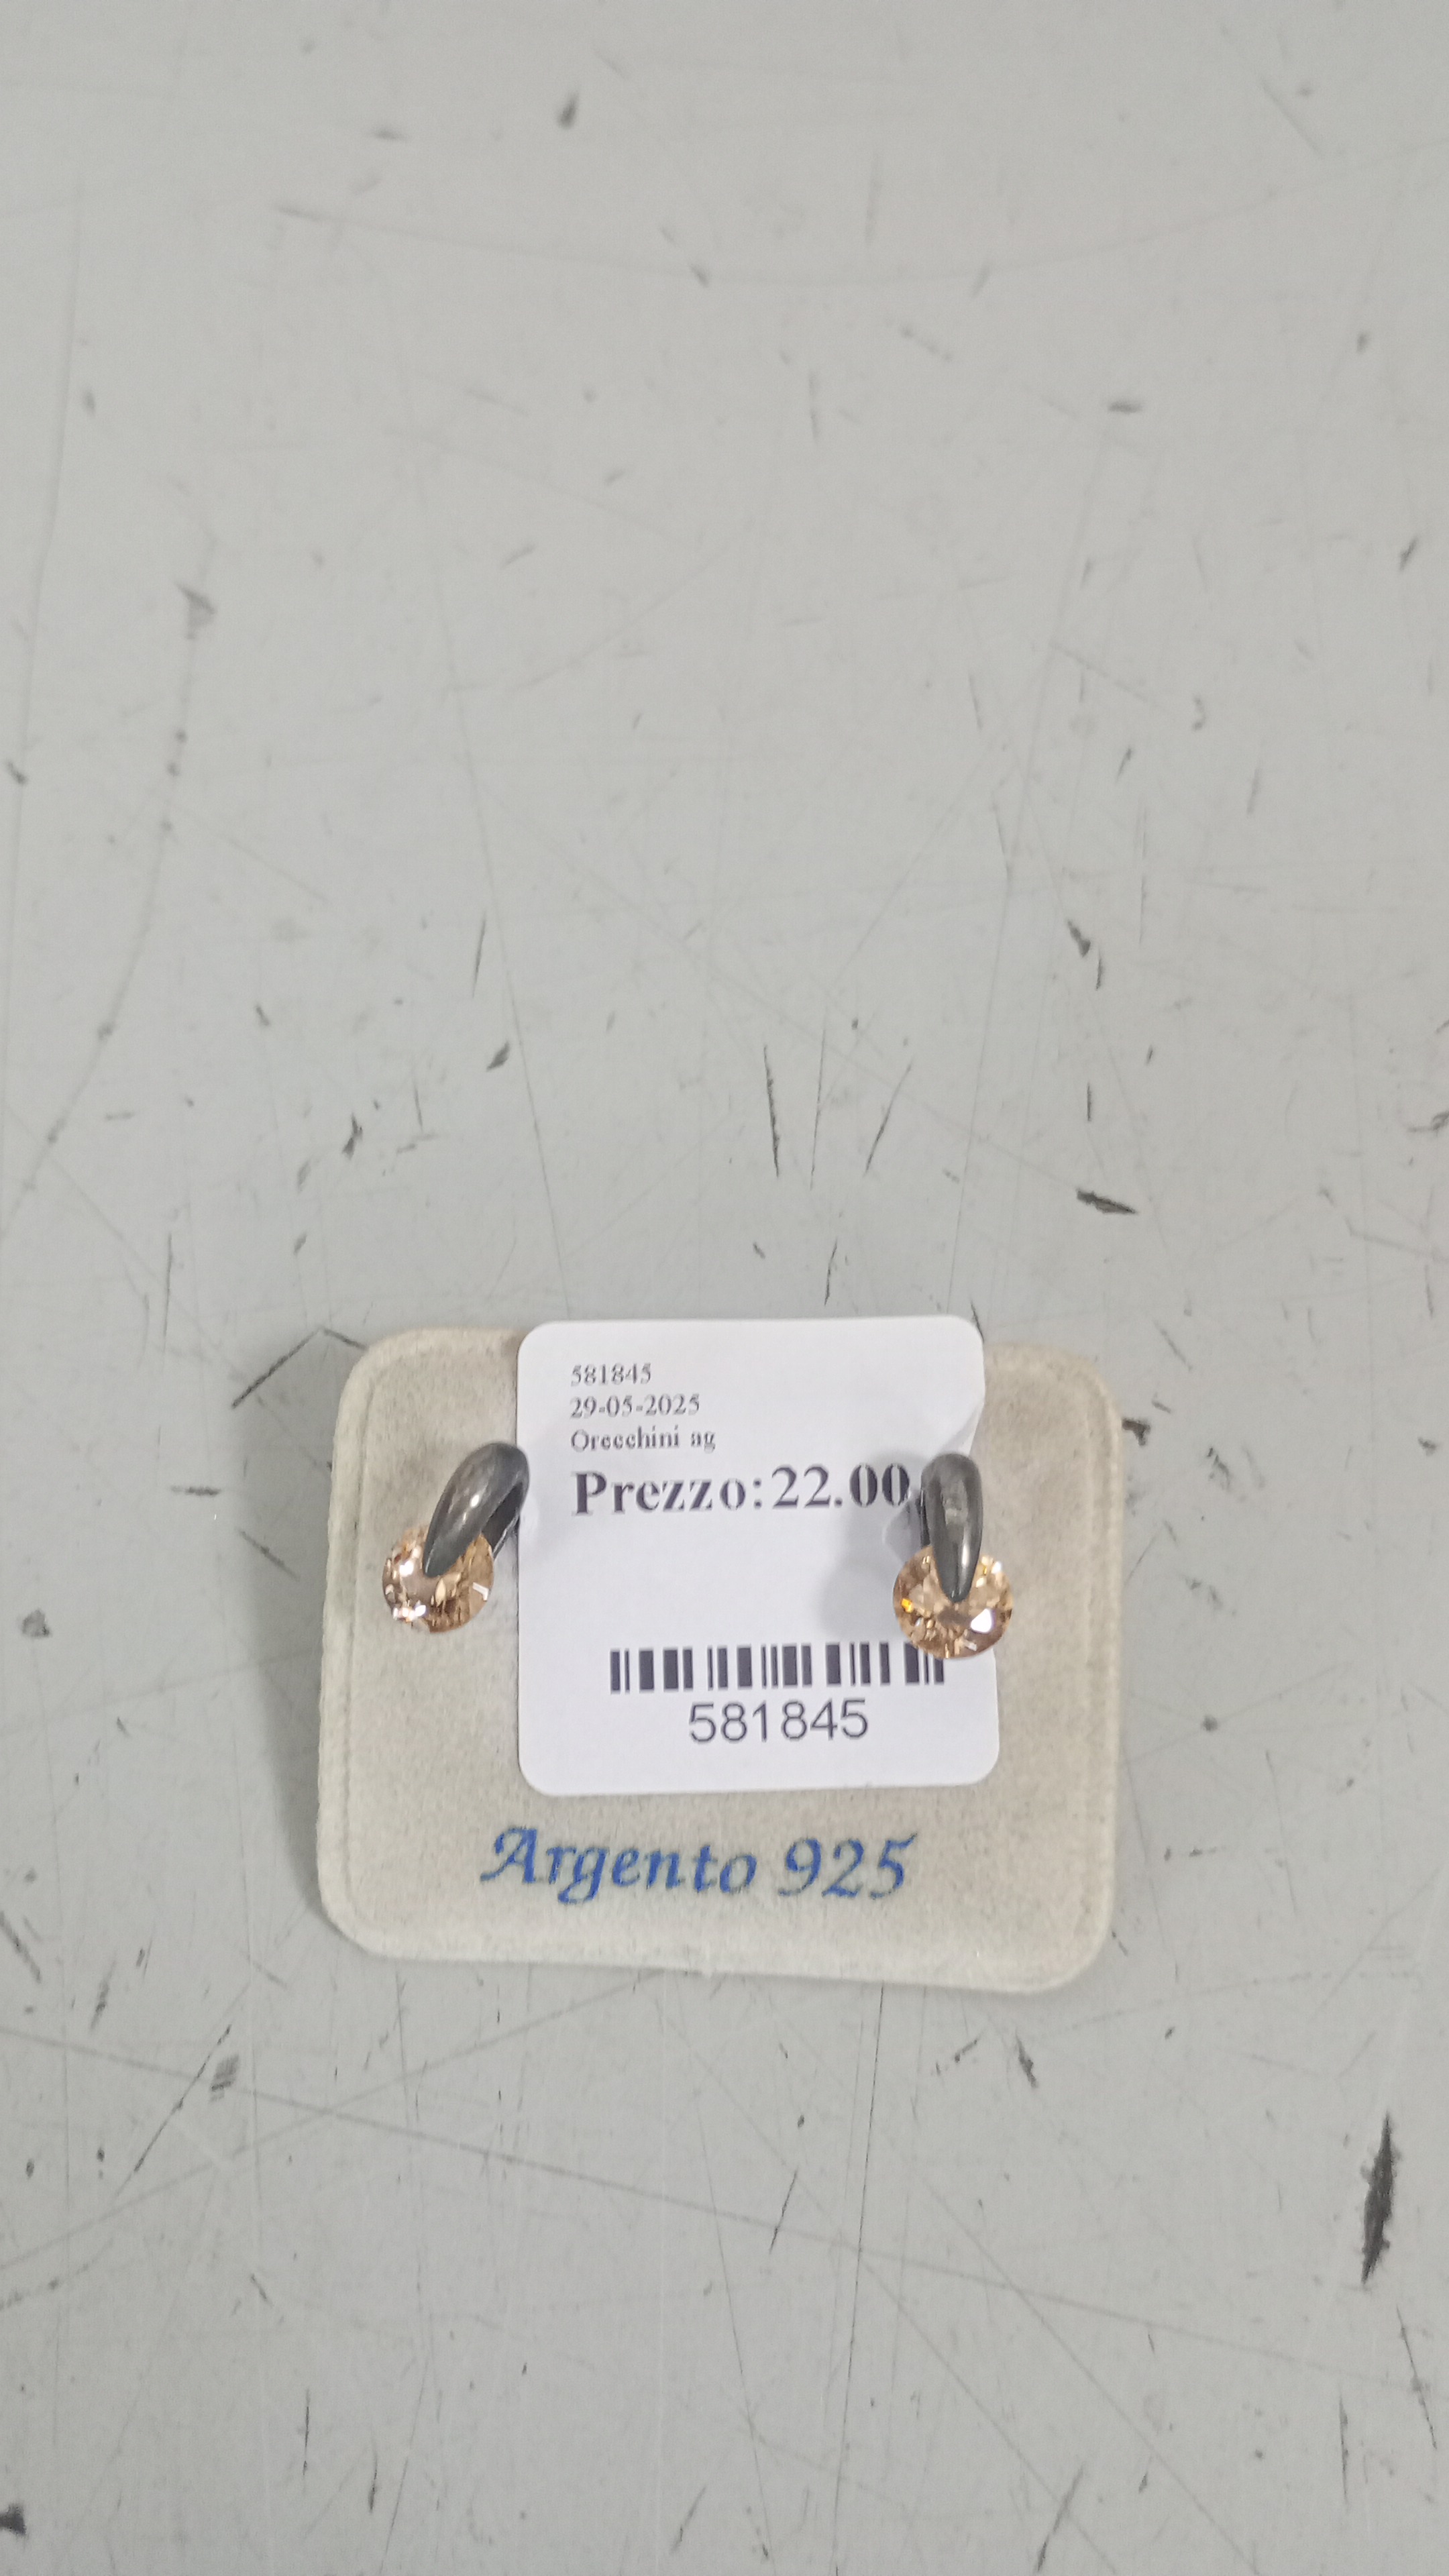 581845
29-05-2025
Orecchini ag
Prezzo:22.00
581845
Argento 925